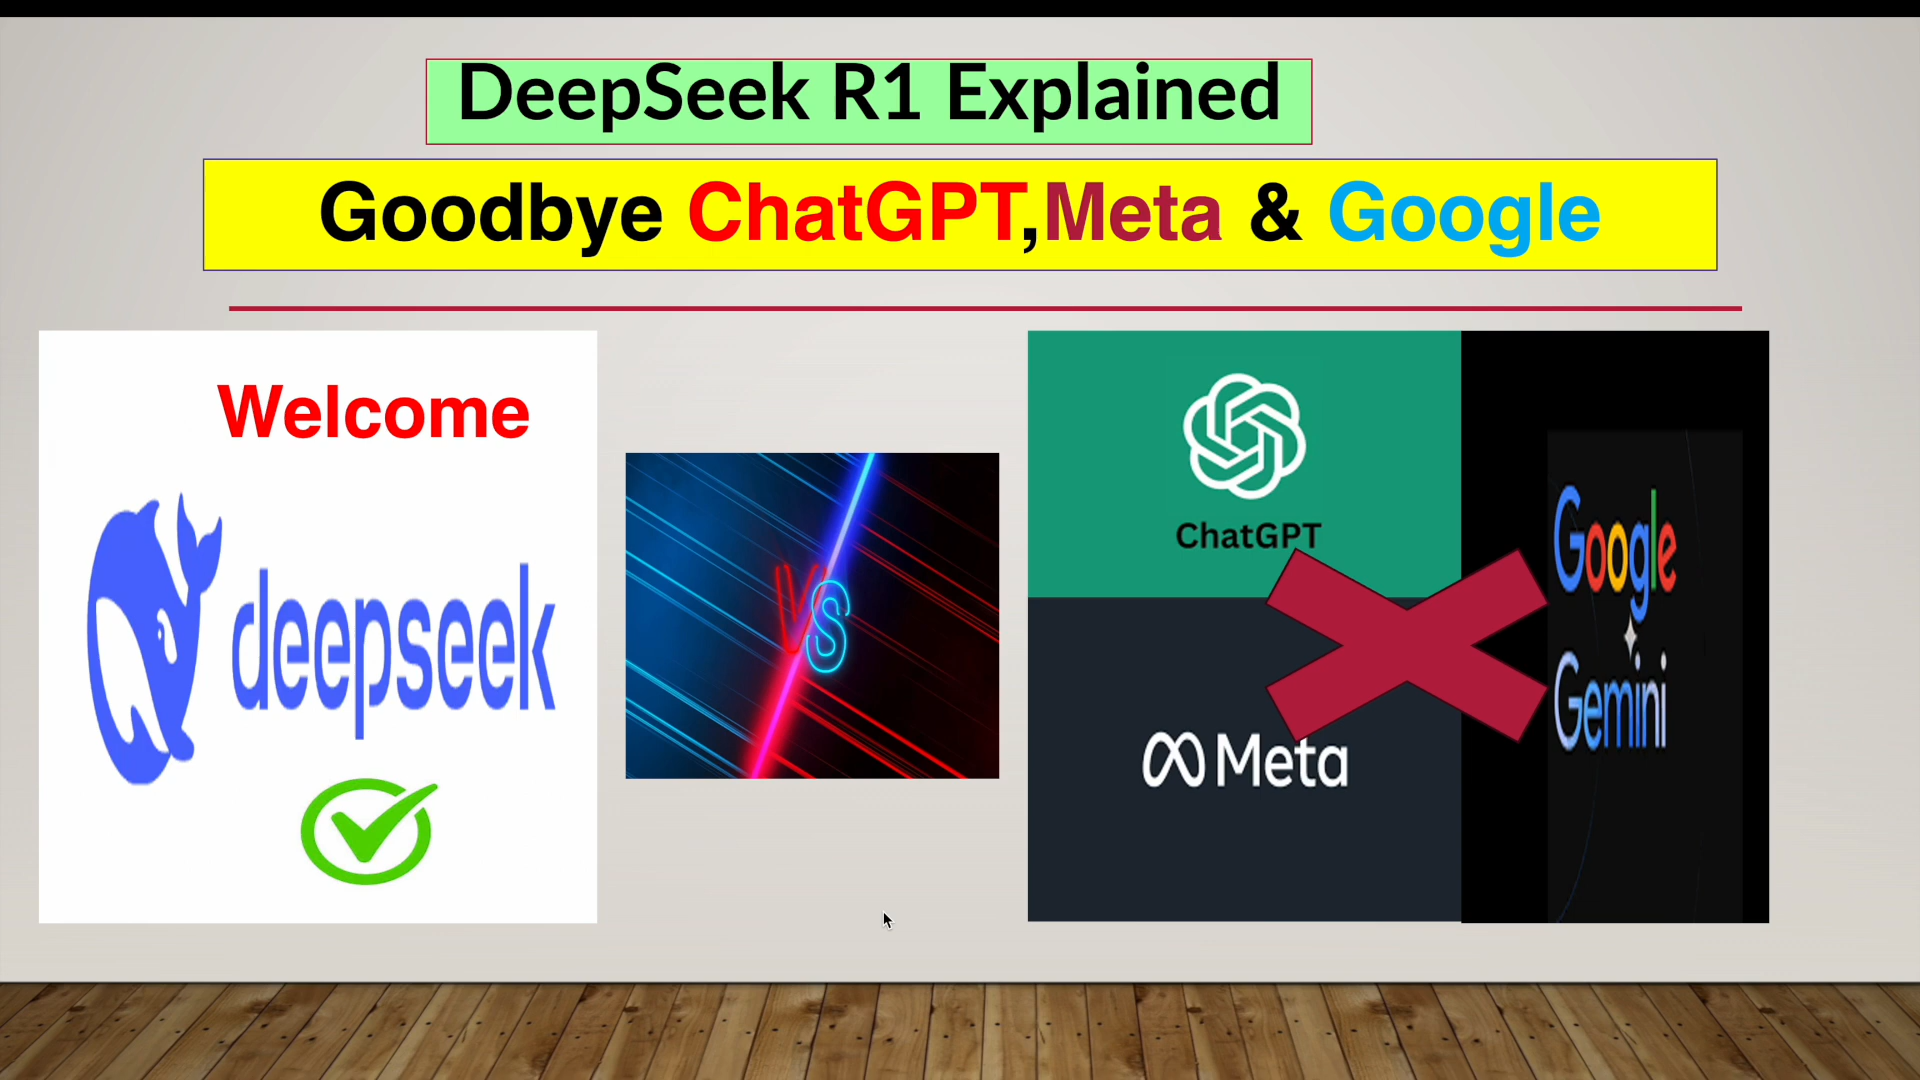 DeepSeek R1 Explained
Goodbye ChatGPT,Meta & Google
Welcome
deepseek
VS
ChatGPT
Meta
Google
Gemini